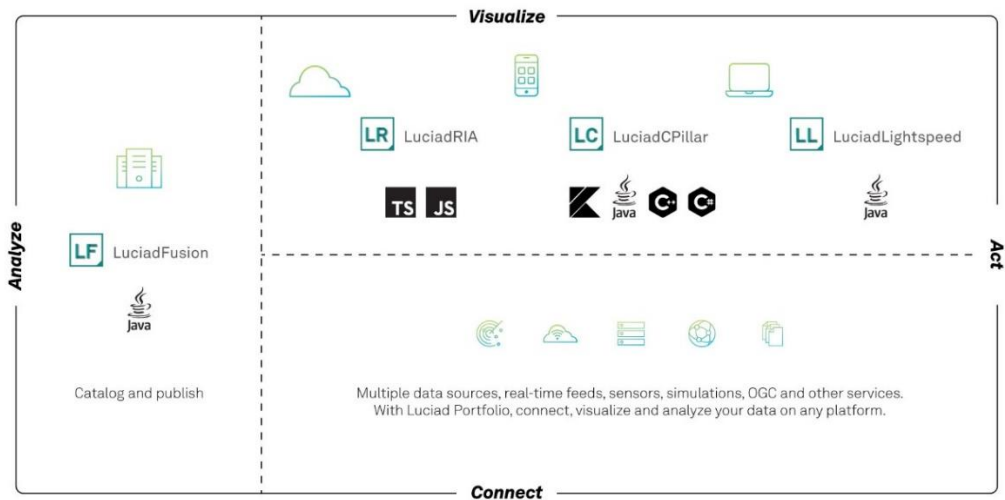 Visualize
LR LuciadRIA
LC LuciadCPillar
LL LuciadLightspeed
TS JS
Java C++ C#
Java
Analyze
LF LuciadFusion
Java
Act
Catalog and publish
Multiple data sources, real-time feeds, sensors, simulations, OGC and other services.
With Luciad Portfolio, connect, visualize and analyze your data on any platform.
Connect